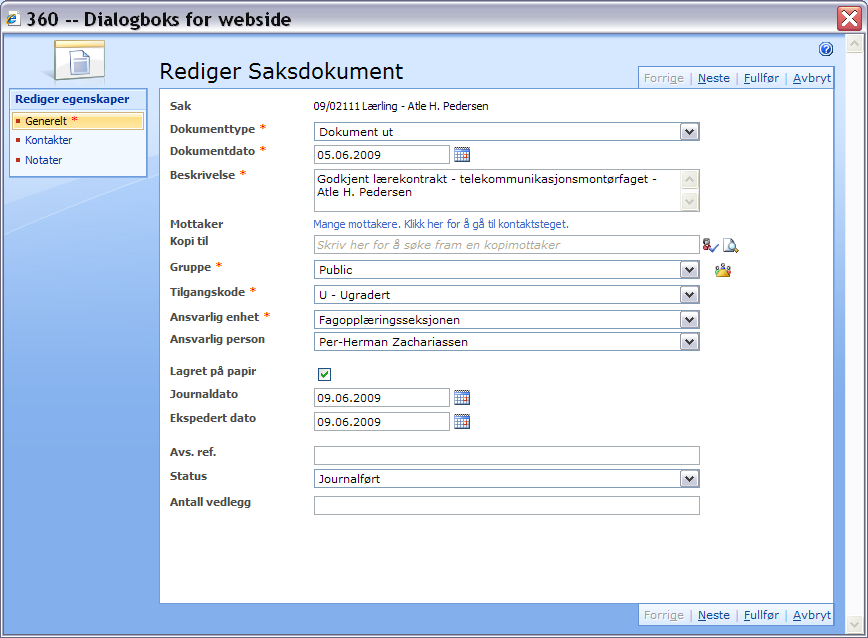 360 -- Dialogboks for webside
Rediger Saksdokument
Forrige | Neste | Fullfør | Avbryt
Rediger egenskaper
Generelt *
Kontakter
Notater
Sak 09/02111 Lærling - Atle H. Pedersen
Dokumenttype * Dokument ut
Dokumentdato * 05.06.2009
Beskrivelse * Godkjent lærekontrakt - telekommunikasjonsmontørfaget -
Atle H. Pedersen
Mottaker Mange mottakere. Klikk her for å gå til kontaktsteget.
Kopi til Skriv her for å søke fram en kopimottaker
Gruppe * Public
Tilgangskode * U - Ugradert
Ansvarlig enhet * Fagopplæringsseksjonen
Ansvarlig person Per-Herman Zachariassen
Lagret på papir
Journaldato 09.06.2009
Ekspedert dato 09.06.2009
Avs. ref.
Status Journalført
Antall vedlegg
Forrige | Neste | Fullfør | Avbryt